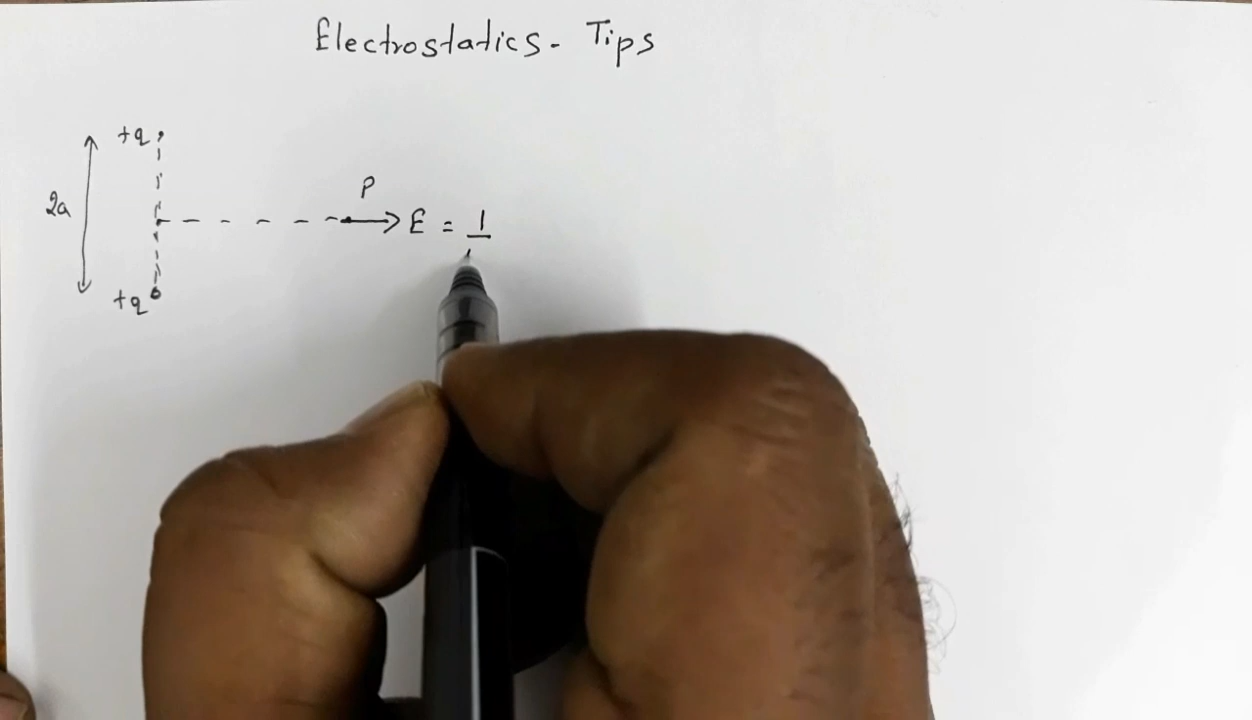 Electrostatics - Tips
+q
2a
P
E = 1
+q